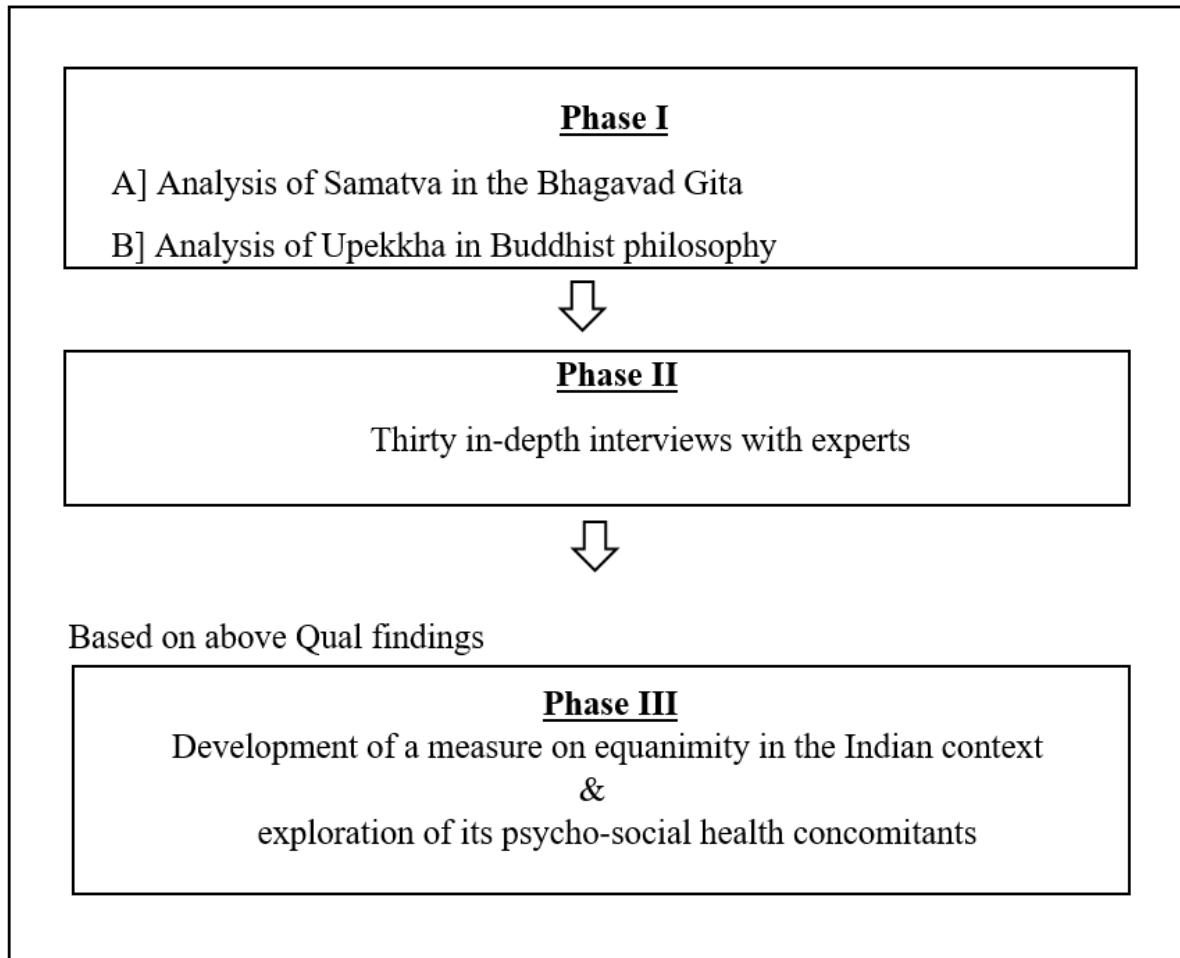 Phase I
A] Analysis of Samatva in the Bhagavad Gita
B] Analysis of Upekkha in Buddhist philosophy
Phase II
Thirty in-depth interviews with experts
Based on above Qual findings
Phase III
Development of a measure on equanimity in the Indian context
&
exploration of its psycho-social health concomitants